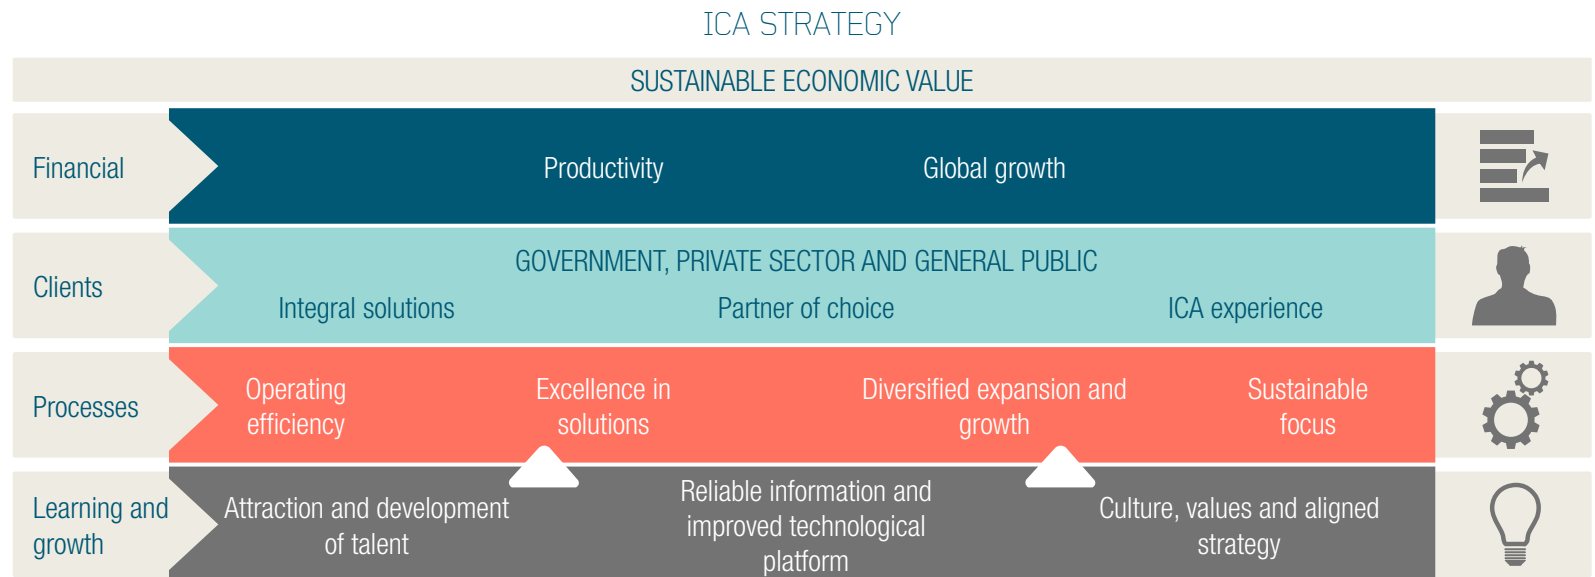 ICA STRATEGY
SUSTAINABLE ECONOMIC VALUE
Financial
Productivity
Global growth
Clients
GOVERNMENT, PRIVATE SECTOR AND GENERAL PUBLIC
Integral solutions
Partner of choice
ICA experience
Processes
Operating
efficiency
Excellence in
solutions
Diversified expansion and
growth
Sustainable
focus
Learning and
growth
Attraction and development
of talent
Reliable information and
improved technological
platform
Culture, values and aligned
strategy